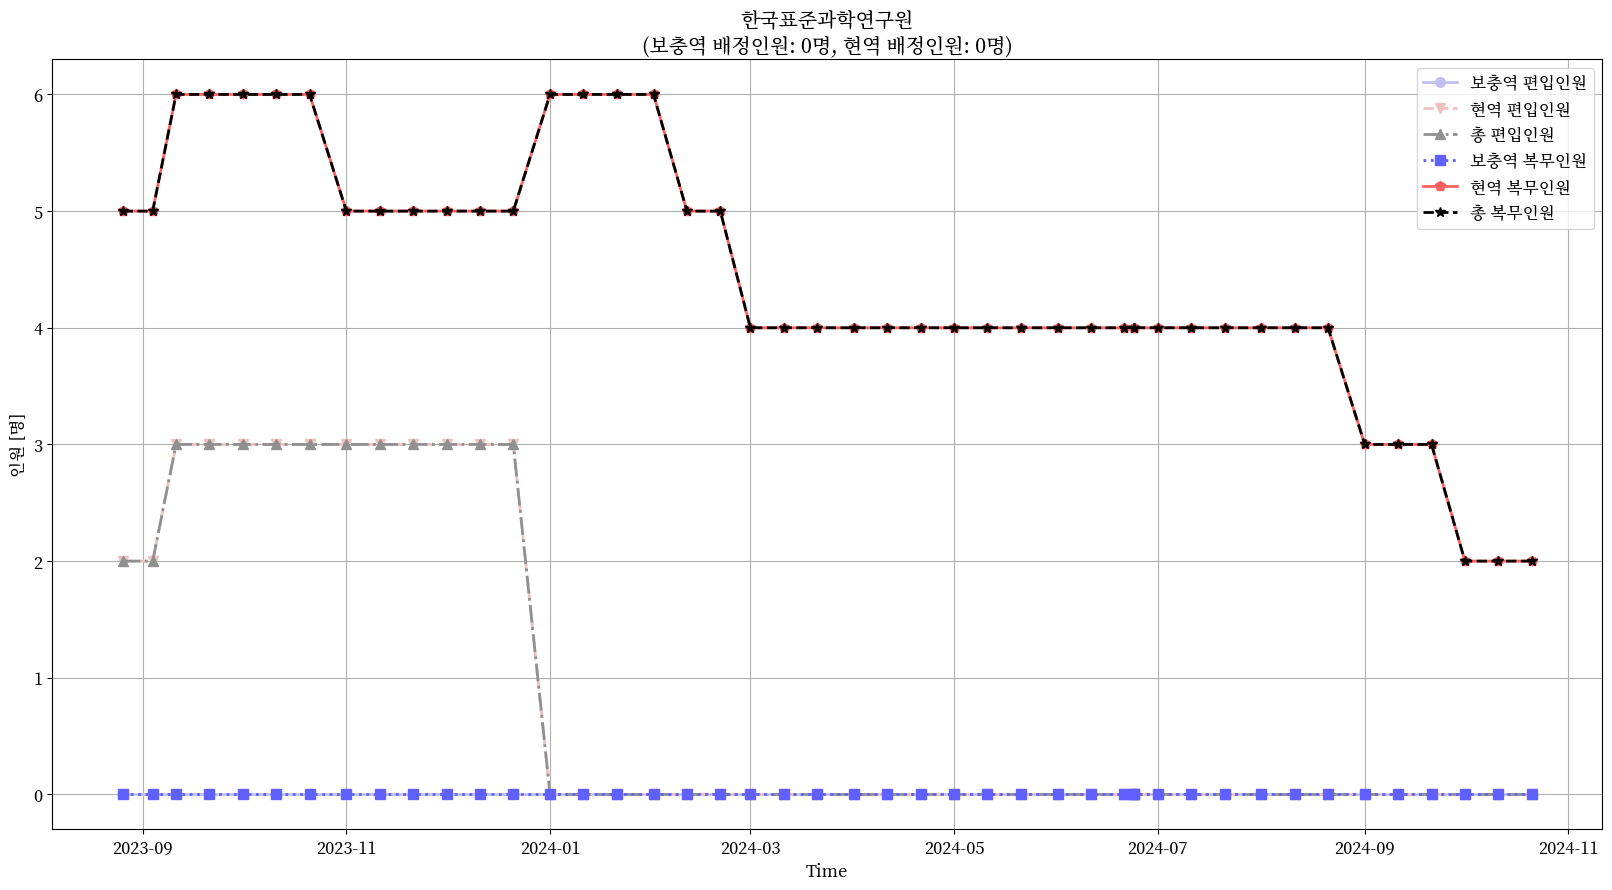 한국표준과학연구원
(보충역 배정인원: 0명, 현역 배정인원: 0명)
보충역 편입인원
현역 편입인원
총 편입인원
보충역 복무인원
현역 복무인원
총 복무인원
인원 [명]
6
5
4
3
2
1
0
2023-09
2023-11
2024-01
2024-03
2024-05
2024-07
2024-09
2024-11
Time